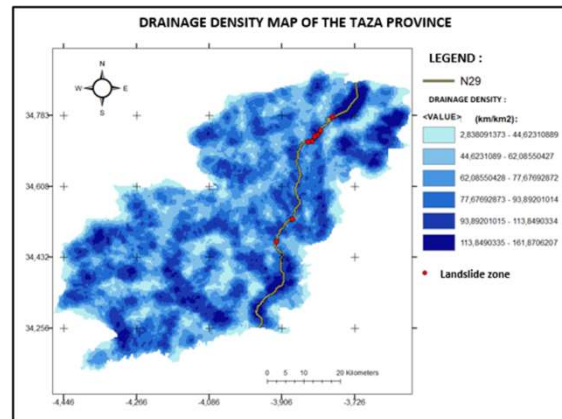 DRAINAGE DENSITY MAP OF THE TAZA PROVINCE
N
W E
S
34,783
34,608
34,432
34,256
-4,446 -4,266 -4,086 -3,906 -3,726
0 2 5 10 20 Kilometers
LEGEND :
N29
DRAINAGE DENSITY :
<VALUE> (km/km2):
2,838091373 - 44,62310889
44,6231089 - 62,08550427
62,08550428 - 77,67692872
77,67692873 - 93,89201014
93,89201015 - 113,8490334
113,8490335 - 161,8706207
Landslide zone